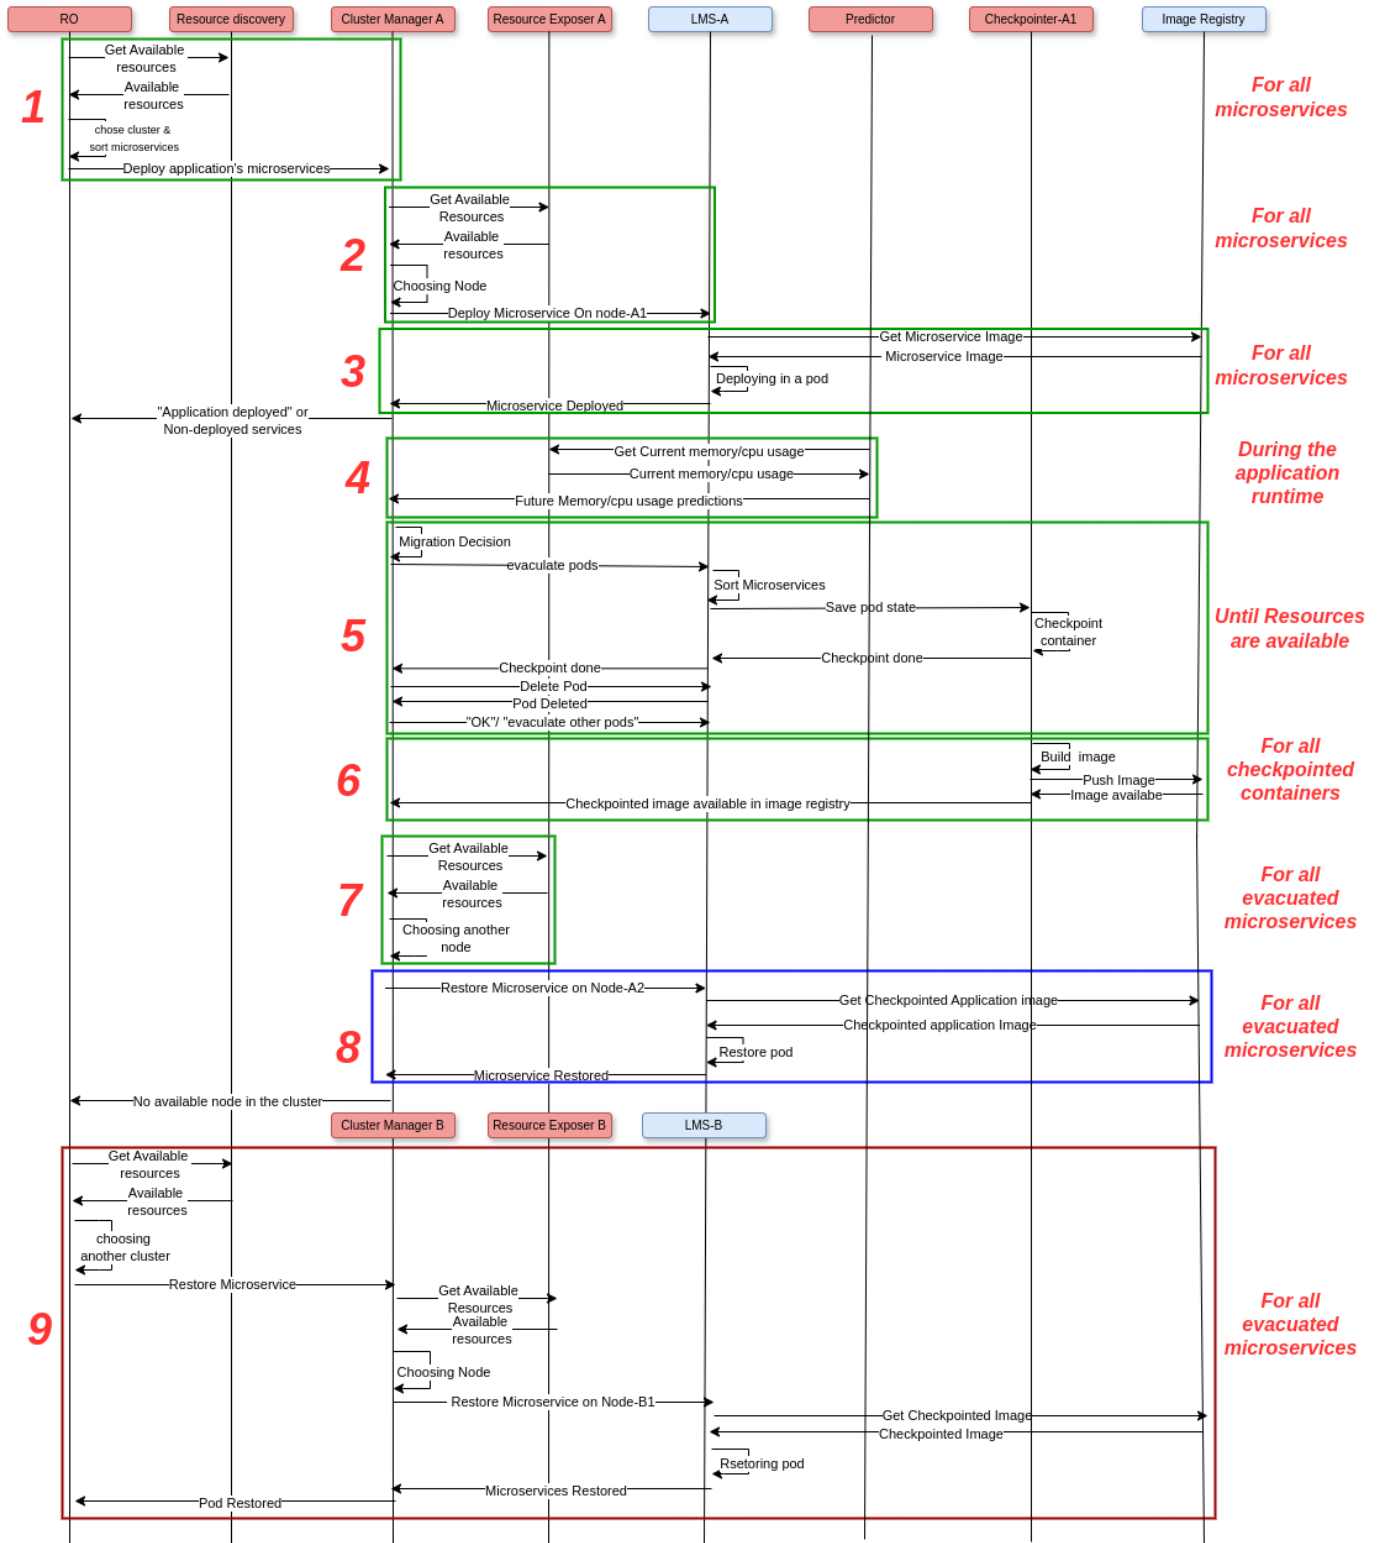 RO
Resource discovery
Cluster Manager A
Resource Exposer A
LMS-A
Predictor
Checkpointer-A1
Image Registry
1
Get Available
resources
Available
resources
chose cluster &
sort microservices
Deploy application's microservices
For all
microservices
2
Get Available
Resources
Available
resources
Choosing Node
Deploy Microservice On node-A1
For all
microservices
3
Get Microservice Image
Microservice Image
Deploying in a pod
Microservice Deployed
For all
microservices
"Application deployed" or
Non-deployed services
4
Get Current memory/cpu usage
Current memory/cpu usage
Future Memory/cpu usage predictions
During the
application
runtime
5
Migration Decision
evaculate pods
Sort Microservices
Save pod state
Checkpoint
container
Checkpoint done
Checkpoint done
Delete Pod
Pod Deleted
"OK"/ "evaculate other pods"
Until Resources
are available
6
Build image
Push Image
Image availabe
Checkpointed image available in image registry
For all
checkpointed
containers
7
Get Available
Resources
Available
resources
Choosing another
node
For all
evacuated
microservices
8
Restore Microservice on Node-A2
Get Checkpointed Application image
Checkpointed application Image
Restore pod
Microservice Restored
For all
evacuated
microservices
No available node in the cluster
Cluster Manager B
Resource Exposer B
LMS-B
9
Get Available
resources
Available
resources
choosing
another cluster
Restore Microservice
Get Available
Resources
Available
resources
Choosing Node
Restore Microservice on Node-B1
Get Checkpointed Image
Checkpointed Image
Rsetoring pod
Microservices Restored
Pod Restored
For all
evacuated
microservices